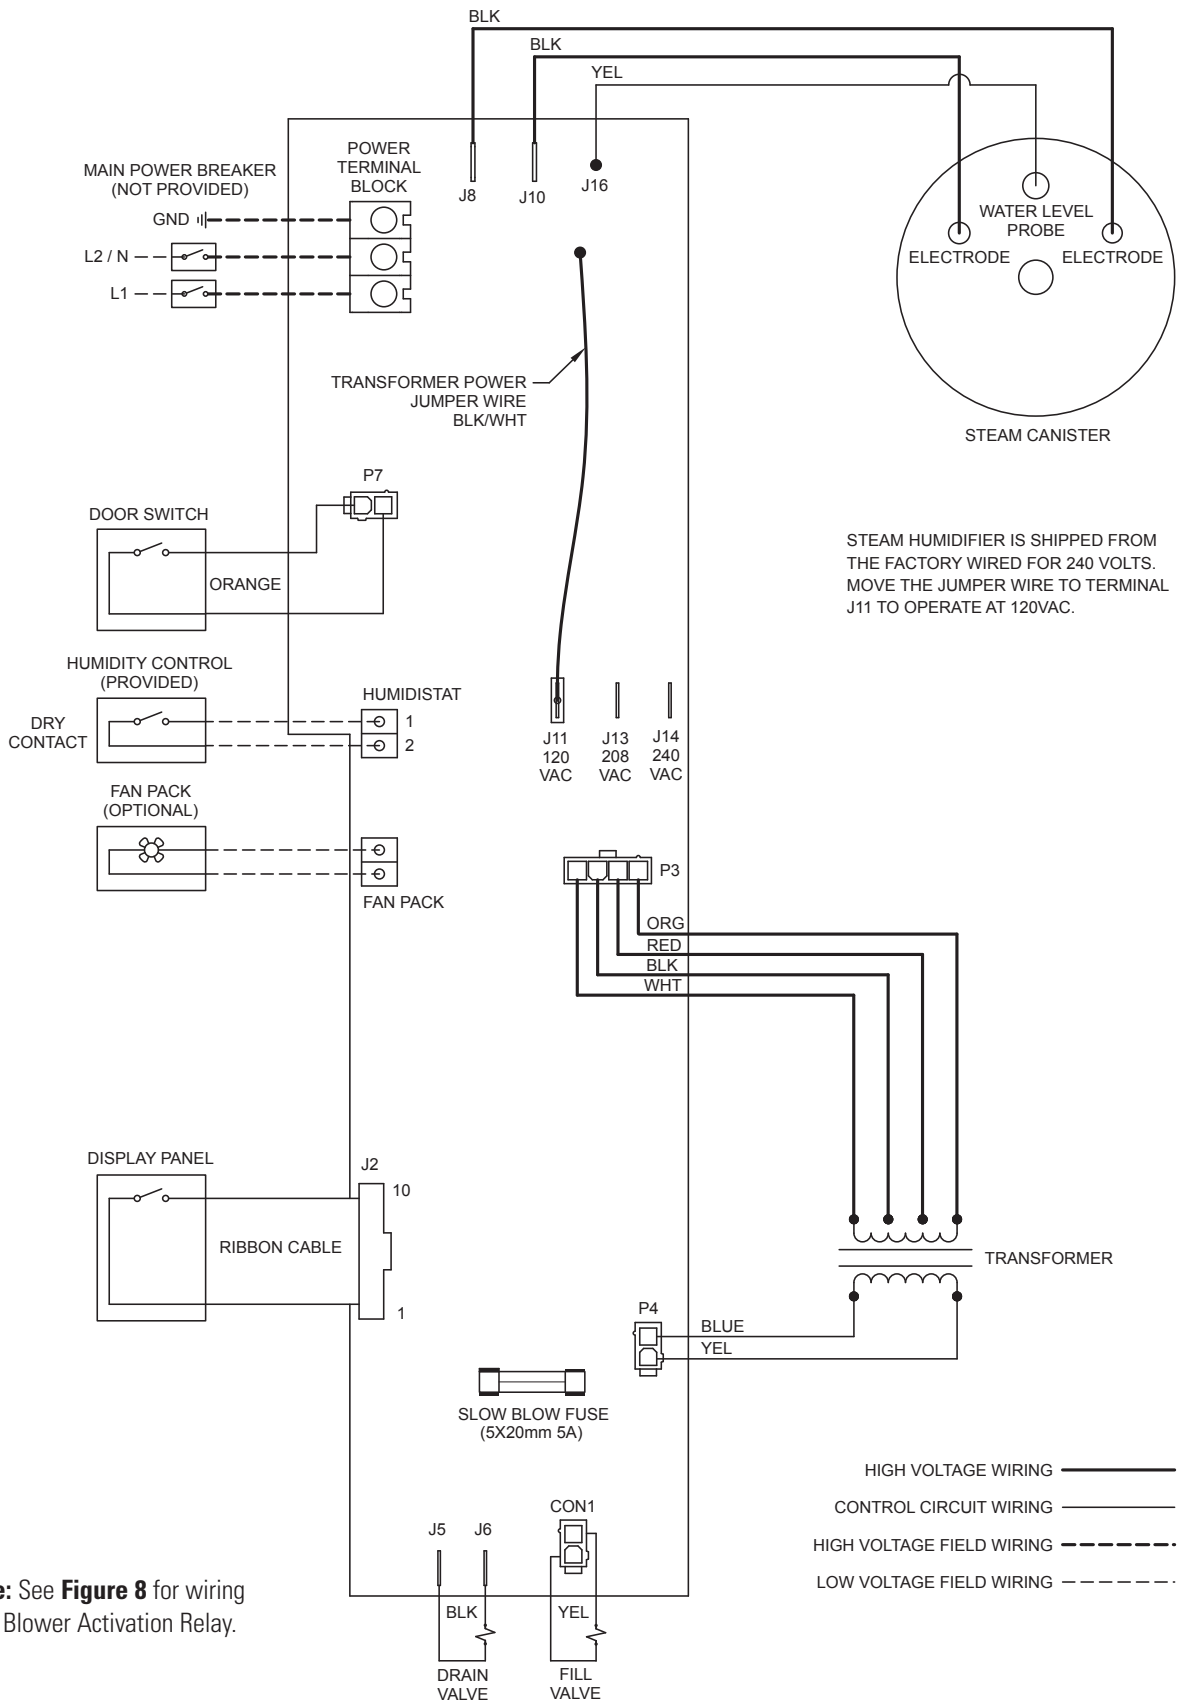 BLK
BLK
YEL
POWER
TERMINAL
BLOCK
MAIN POWER BREAKER
(NOT PROVIDED)
GND
L2 / N
L1
J8
J10
J16
WATER LEVEL
PROBE
ELECTRODE
ELECTRODE
STEAM CANISTER
TRANSFORMER POWER
JUMPER WIRE
BLK/WHT
P7
DOOR SWITCH
ORANGE
STEAM HUMIDIFIER IS SHIPPED FROM
THE FACTORY WIRED FOR 240 VOLTS.
MOVE THE JUMPER WIRE TO TERMINAL
J11 TO OPERATE AT 120VAC.
HUMIDITY CONTROL
(PROVIDED)
DRY
CONTACT
HUMIDISTAT
1
2
J11
120
VAC
J13
208
VAC
J14
240
VAC
FAN PACK
(OPTIONAL)
FAN PACK
P3
ORG
RED
BLK
WHT
DISPLAY PANEL
J2
10
RIBBON CABLE
1
TRANSFORMER
P4
BLUE
YEL
SLOW BLOW FUSE
(5X20mm 5A)
HIGH VOLTAGE WIRING
CONTROL CIRCUIT WIRING
HIGH VOLTAGE FIELD WIRING
LOW VOLTAGE FIELD WIRING
J5
J6
CON1
BLK
YEL
DRAIN
VALVE
FILL
VALVE
e: See Figure 8 for wiring
Blower Activation Relay.